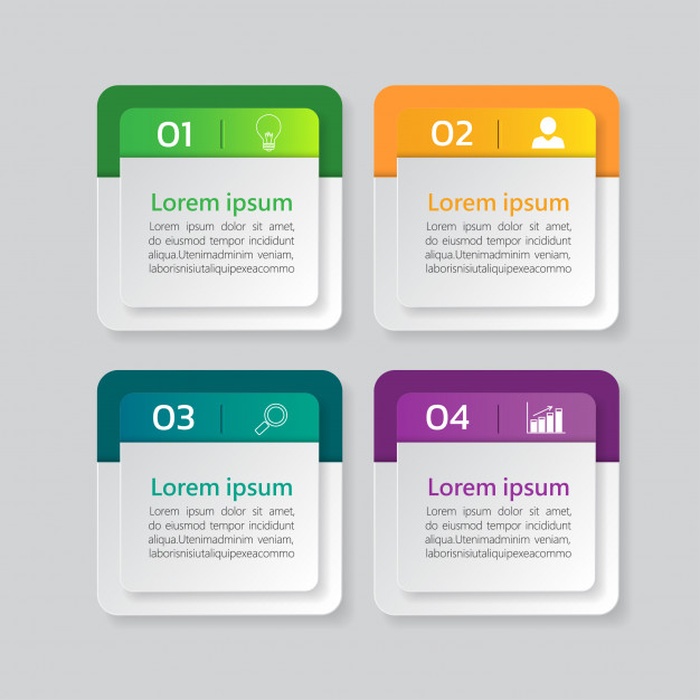 01
Lorem ipsum
Lorem ipsum dolor sit amet,
do eiusmod tempor incididunt
aliqua.Utenimadminim veniam,
laborisnisiutaliquipexeacommo
02
Lorem ipsum
Lorem ipsum dolor sit amet,
do eiusmod tempor incididunt
aliqua.Utenimadminim veniam,
laborisnisiutaliquipexeacommo
03
Lorem ipsum
Lorem ipsum dolor sit amet,
do eiusmod tempor incididunt
aliqua.Utenimadminim veniam,
laborisnisiutaliquipexeacommo
04
Lorem ipsum
Lorem ipsum dolor sit amet,
do eiusmod tempor incididunt
aliqua.Utenimadminim veniam,
laborisnisiutaliquipexeacommo